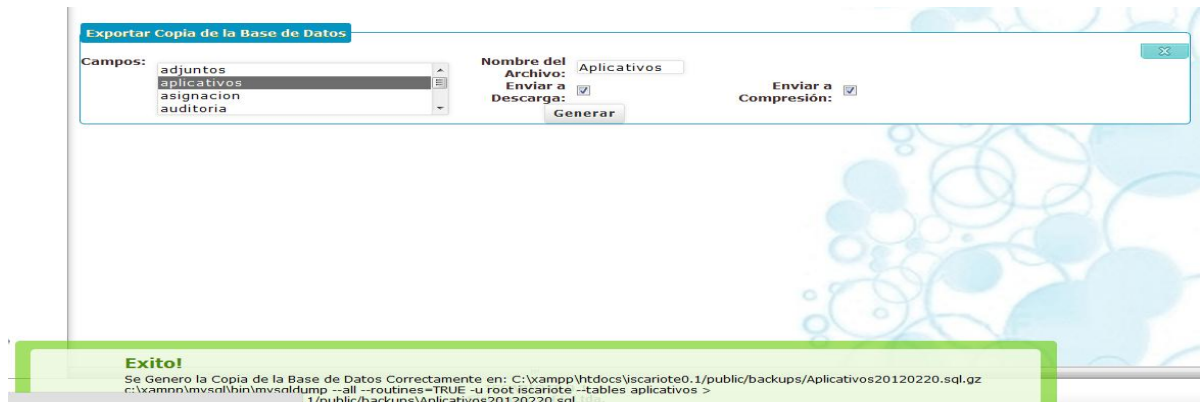 Exportar Copia de la Base de Datos
Campos:
adjuntos
aplicativos
asignacion
auditoria
Nombre del Archivo:
Aplicativos
Enviar a Descarga:
Enviar a Compresión:
Generar
Exito!
Se Genero la Copia de la Base de Datos Correctamente en: C:\xampp\htdocs\iscariote0.1/public/backups/Aplicativos20120220.sql.gz
c:\xampp\mysql\bin\mysqldump --all --routines=TRUE -u root iscariote --tables aplicativos >
1/public/backups\Aplicativos20120220.sql